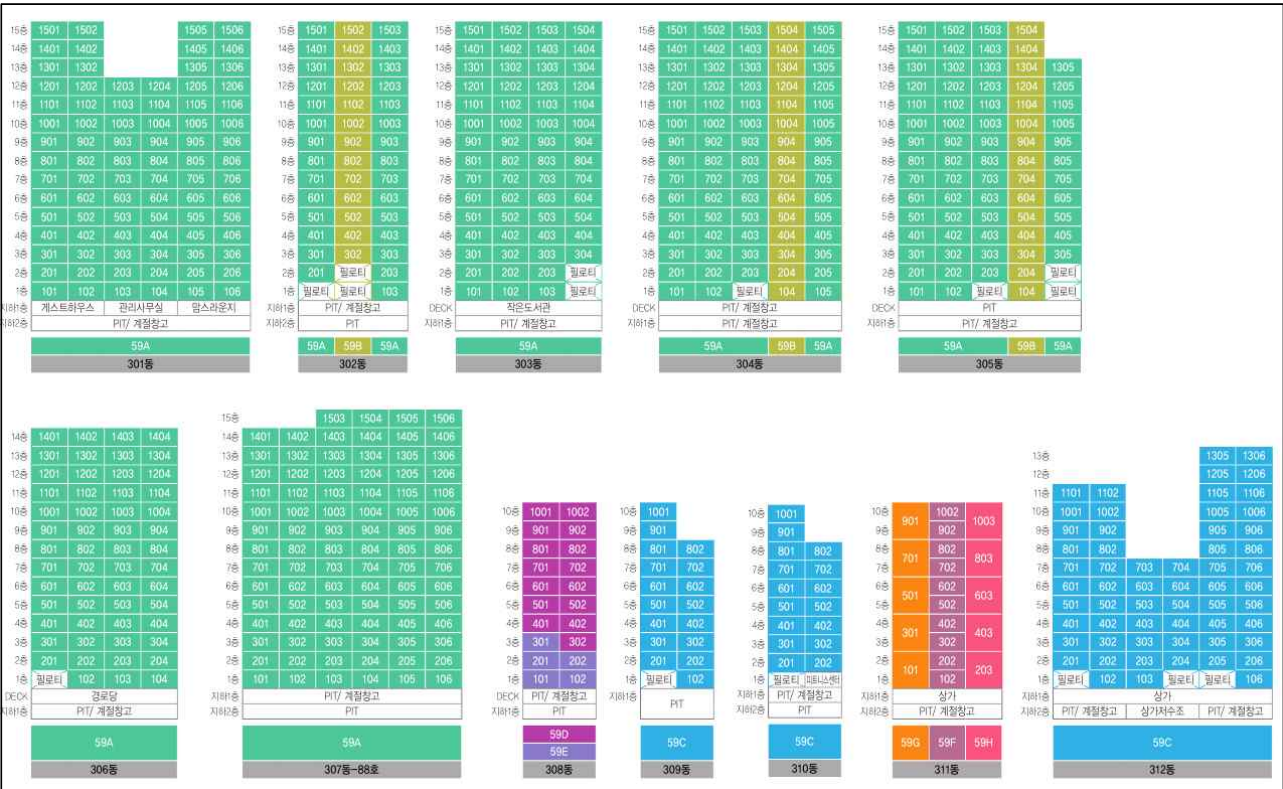 15층 1501 1502 1505 1506 15층 1501 1502 1503 15층 1501 1502 1503 1504 15층 1501 1502 1503 1504 1505 15층 1501 1502 1503 1504
14층 1401 1402 1405 1406 14층 1401 1402 1403 14층 1401 1402 1403 1404 14층 1401 1402 1403 1404 1405 14층 1401 1402 1403 1404
13층 1301 1302 1305 1306 13층 1301 1302 1303 13층 1301 1302 1303 1304 13층 1301 1302 1303 1304 1305 13층 1301 1302 1303 1304 1305
12층 1201 1202 1203 1204 1205 1206 12층 1201 1202 1203 12층 1201 1202 1203 1204 12층 1201 1202 1203 1204 1205 12층 1201 1202 1203 1204 1205
11층 1101 1102 1103 1104 1105 1106 11층 1101 1102 1103 11층 1101 1102 1103 1104 11층 1101 1102 1103 1104 1105 11층 1101 1102 1103 1104 1105
10층 1001 1002 1003 1004 1005 1006 10층 1001 1002 1003 10층 1001 1002 1003 1004 10층 1001 1002 1003 1004 1005 10층 1001 1002 1003 1004 1005
9층 901 902 903 904 905 906 9층 901 902 903 9층 901 902 903 904 9층 901 902 903 904 905 9층 901 902 903 904 905
8층 801 802 803 804 805 806 8층 801 802 803 8층 801 802 803 804 8층 801 802 803 804 805 8층 801 802 803 804 805
7층 701 702 703 704 705 706 7층 701 702 703 7층 701 702 703 704 7층 701 702 703 704 705 7층 701 702 703 704 705
6층 601 602 603 604 605 606 6층 601 602 603 6층 601 602 603 604 6층 601 602 603 604 605 6층 601 602 603 604 605
5층 501 502 503 504 505 506 5층 501 502 503 5층 501 502 503 504 5층 501 502 503 504 505 5층 501 502 503 504 505
4층 401 402 403 404 405 406 4층 401 402 403 4층 401 402 403 404 4층 401 402 403 404 405 4층 401 402 403 404 405
3층 301 302 303 304 305 306 3층 301 302 303 3층 301 302 303 304 3층 301 302 303 304 305 3층 301 302 303 304 305
2층 201 202 203 204 205 206 2층 201 필로티 203 2층 201 202 203 필로티 2층 201 202 203 204 205 2층 201 202 203 204 필로티
1층 101 102 103 104 105 106 1층 필로티 필로티 103 1층 101 102 103 필로티 1층 101 102 필로티 104 105 1층 101 102 필로티 104 필로티
지하1층 게스트하우스 관리사무실 맘스라운지 지하1층 PIT/ 계절창고 DECK 작은도서관 DECK PIT/ 계절창고 DECK PIT
지하2층 PIT/ 계절창고 지하2층 PIT 지하1층 PIT/ 계절창고 지하1층 PIT/ 계절창고 지하1층 PIT/ 계절창고
59A 59A 59B 59A 59A 59A 59B 59A 59A 59B 59A
301동 302동 303동 304동 305동
15층 1503 1504 1505 1506
14층 1401 1402 1403 1404 14층 1401 1402 1403 1404 1405 1406
13층 1301 1302 1303 1304 13층 1301 1302 1303 1304 1305 1306 13층 1305 1306
12층 1201 1202 1203 1204 12층 1201 1202 1203 1204 1205 1206 12층 1205 1206
11층 1101 1102 1103 1104 11층 1101 1102 1103 1104 1105 1106 11층 1101 1102 1105 1106
10층 1001 1002 1003 1004 10층 1001 1002 1003 1004 1005 1006 10층 1001 1002 10층 1001 10층 1001 10층 901 1002 1003 10층 1001 1002 1005 1006
9층 901 902 903 904 9층 901 902 903 904 905 906 9층 901 902 9층 901 9층 901 9층 902 9층 901 902 905 906
8층 801 802 803 804 8층 801 802 803 804 805 806 8층 801 802 8층 801 802 8층 801 802 8층 701 802 803 8층 801 802 805 806
7층 701 702 703 704 7층 701 702 703 704 705 706 7층 701 702 7층 701 702 7층 701 702 7층 702 7층 701 702 703 704 705 706
6층 601 602 603 604 6층 601 602 603 604 605 606 6층 601 602 6층 601 602 6층 601 602 6층 501 602 603 6층 601 602 603 604 605 606
5층 501 502 503 504 5층 501 502 503 504 505 506 5층 501 502 5층 501 502 5층 501 502 5층 502 5층 501 502 503 504 505 506
4층 401 402 403 404 4층 401 402 403 404 405 406 4층 401 402 4층 401 402 4층 401 402 4층 301 402 403 4층 401 402 403 404 405 406
3층 301 302 303 304 3층 301 302 303 304 305 306 3층 301 302 3층 301 302 3층 301 302 3층 302 3층 301 302 303 304 305 306
2층 201 202 203 204 2층 201 202 203 204 205 206 2층 201 202 2층 201 202 2층 201 202 2층 101 202 203 2층 201 202 203 204 205 206
1층 필로티 102 103 104 1층 101 102 103 104 105 106 1층 101 102 1층 필로티 102 1층 필로티 피트니스센터 1층 102 1층 필로티 102 103 필로티 필로티 106
DECK 경로당 지하1층 PIT/ 계절창고 DECK PIT/ 계절창고 지하1층 PIT 지하1층 PIT/ 계절창고 지하1층 상가 지하1층 상가
지하1층 PIT/ 계절창고 지하2층 PIT 지하1층 PIT 지하2층 PIT 지하2층 PIT/ 계절창고 지하2층 PIT/ 계절창고 상가저수조 PIT/ 계절창고
59A 59A 59D 59E 59C 59C 59G 59F 59H 59C
306동 307동-88호 308동 309동 310동 311동 312동